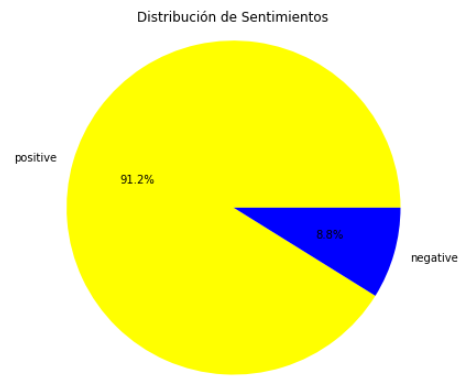 Distribución de Sentimientos
positive
91.2%
8.8%
negative